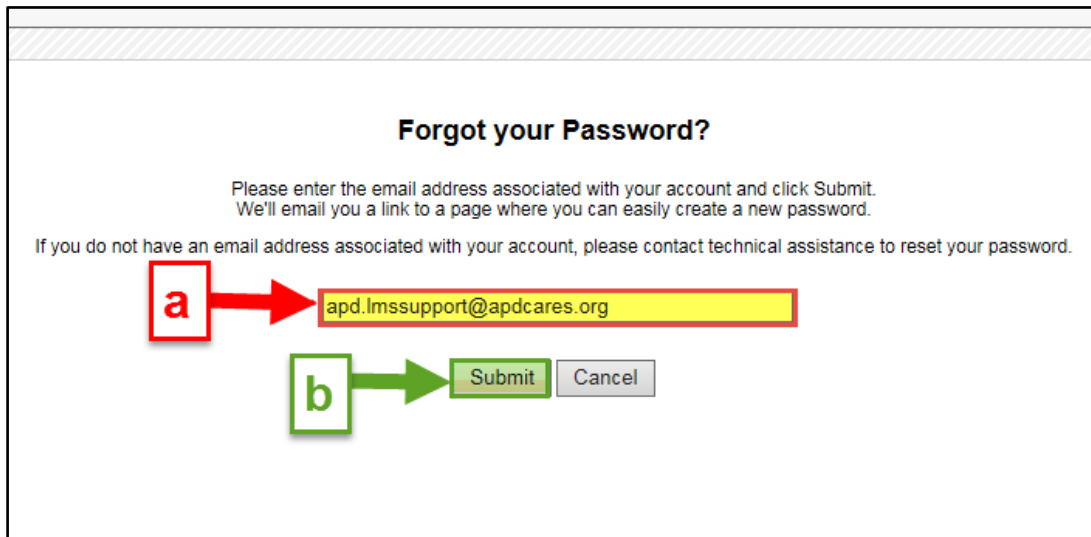 Forgot your Password?
Please enter the email address associated with your account and click Submit.
We'll email you a link to a page where you can easily create a new password.
If you do not have an email address associated with your account, please contact technical assistance to reset your password.
a
apd.lmssupport@apdcares.org
b
Submit Cancel